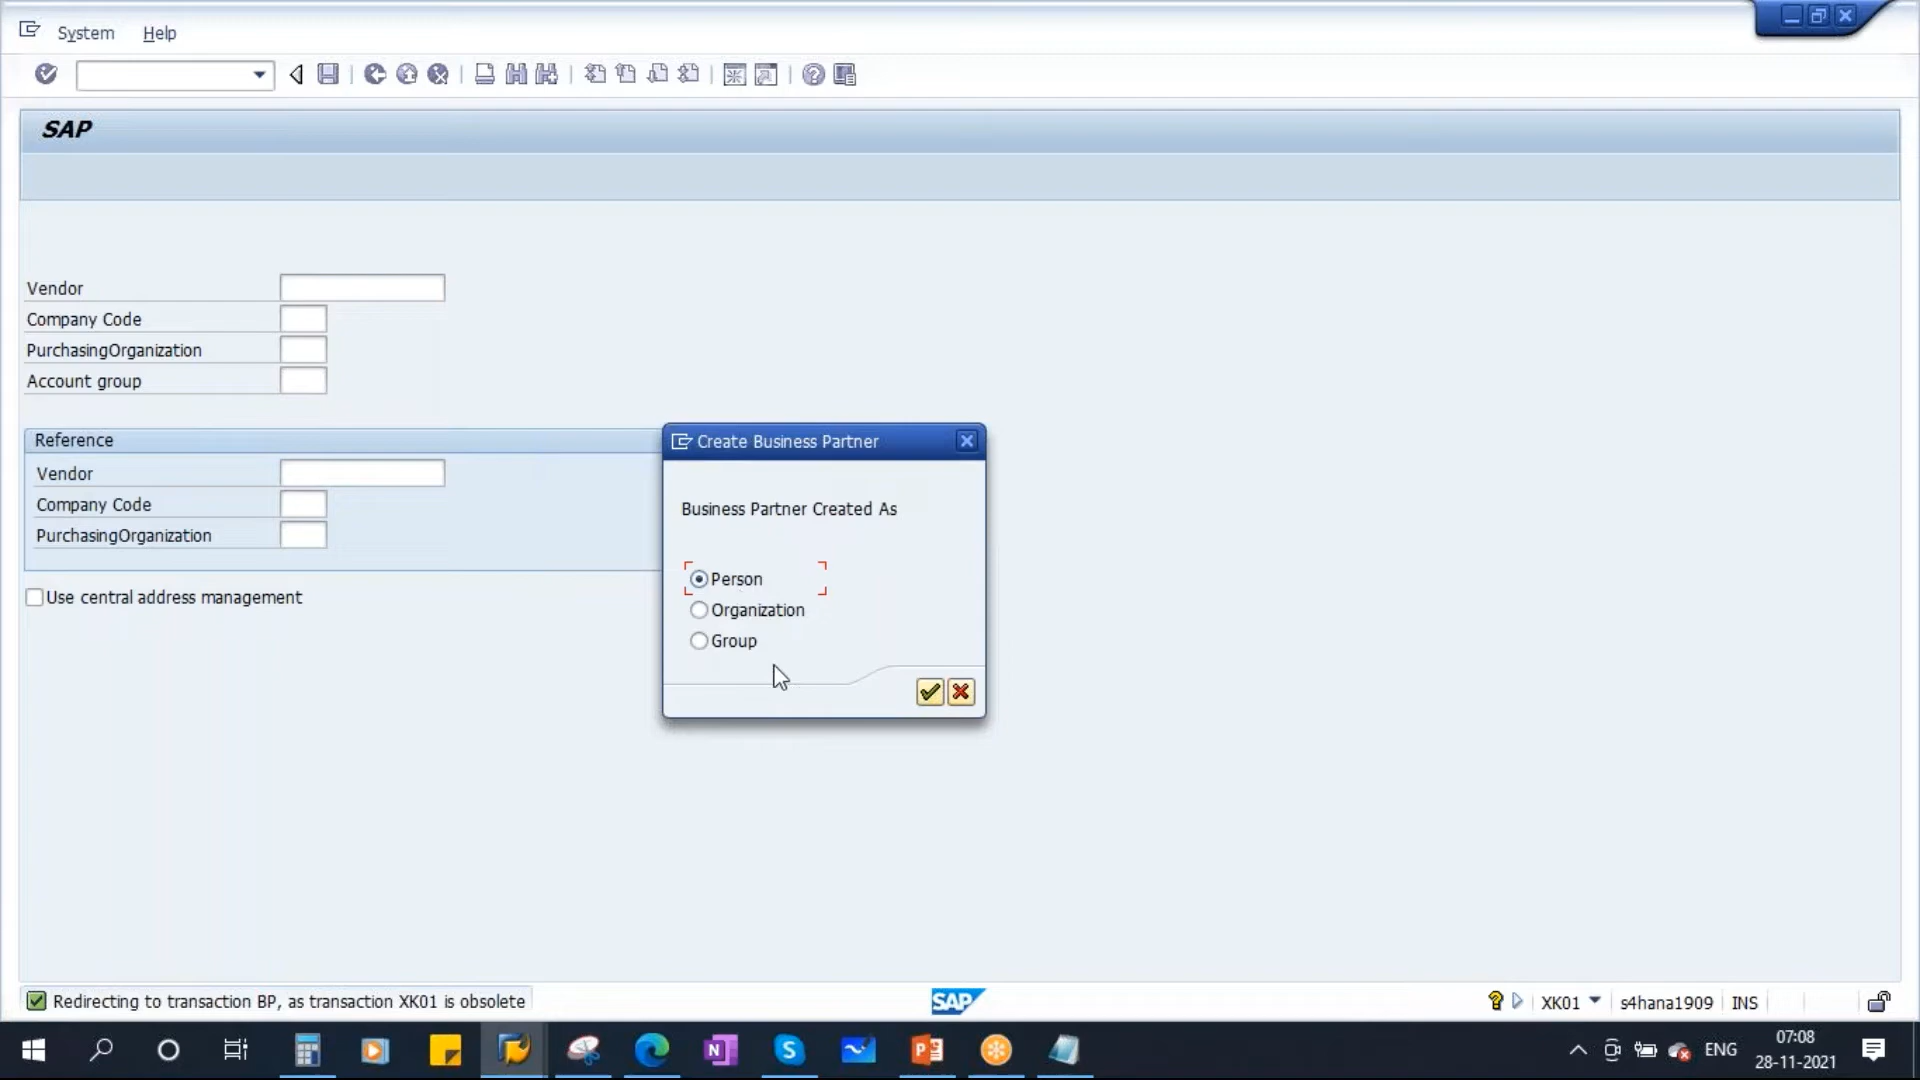 System Help
SAP
Vendor
Company Code
PurchasingOrganization
Account group
Reference
Vendor
Company Code
PurchasingOrganization
Use central address management
Create Business Partner
Business Partner Created As
Person
Organization
Group
Redirecting to transaction BP, as transaction XK01 is obsolete
SAP
XK01 s4hana1909 INS
ENG
07:08
28-11-2021